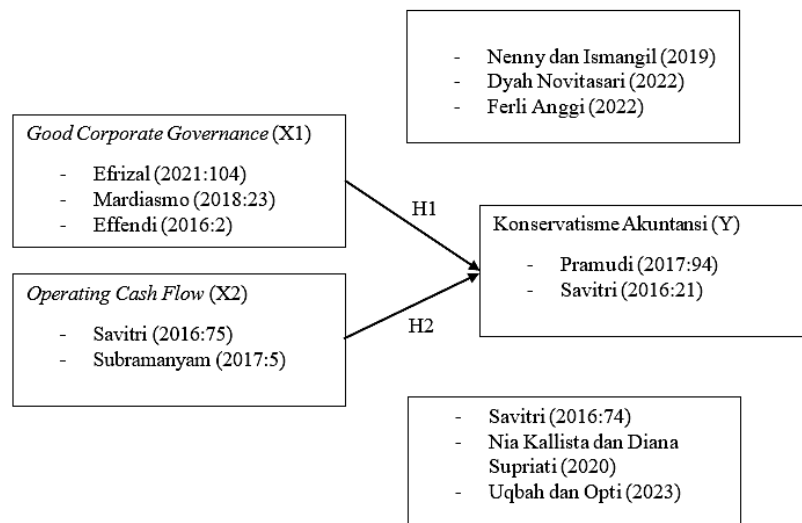 - Nenny dan Ismangil (2019)
- Dyah Novitasari (2022)
- Ferli Anggi (2022)
Good Corporate Governance (X1)
- Efrizal (2021:104)
- Mardiasmo (2018:23)
- Effendi (2016:2)
H1
Konservatisme Akuntansi (Y)
- Pramudi (2017:94)
- Savitri (2016:21)
Operating Cash Flow (X2)
- Savitri (2016:75)
- Subramanyam (2017:5)
H2
- Savitri (2016:74)
- Nia Kallista dan Diana
Supriati (2020)
- Uqbah dan Opti (2023)